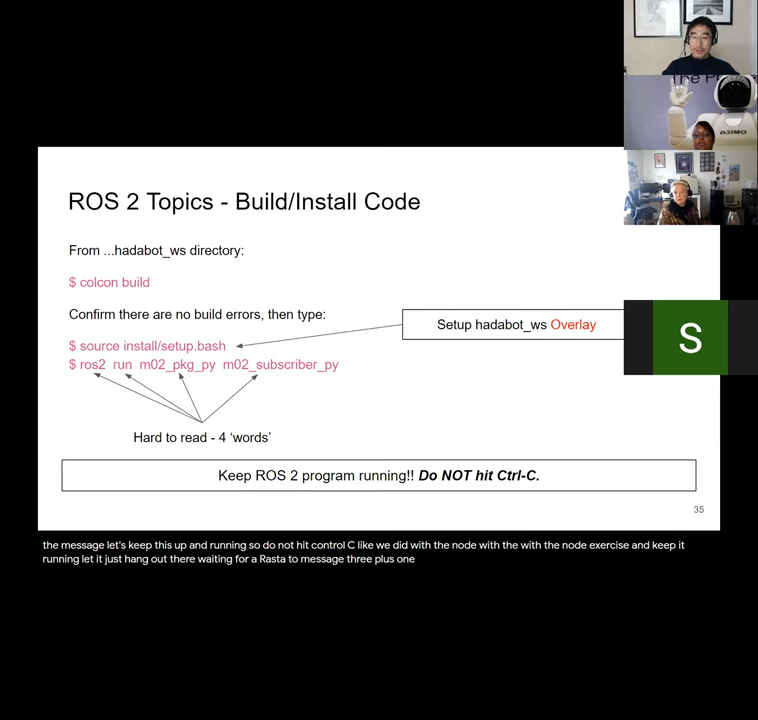 The P
ASIMO
ROS 2 Topics - Build/Install Code
From ...hadabot_ws directory:
$ colcon build
Confirm there are no build errors, then type:
Setup hadabot_ws Overlay
S
$ source install/setup.bash
$ ros2 run m02_pkg_py m02_subscriber_py
Hard to read - 4 ‘words’
Keep ROS 2 program running!! Do NOT hit Ctrl-C.
35
the message let's keep this up and running so do not hit control C like we did with the node with the with the node exercise and keep it
running let it just hang out there waiting for a Rasta to message three plus one